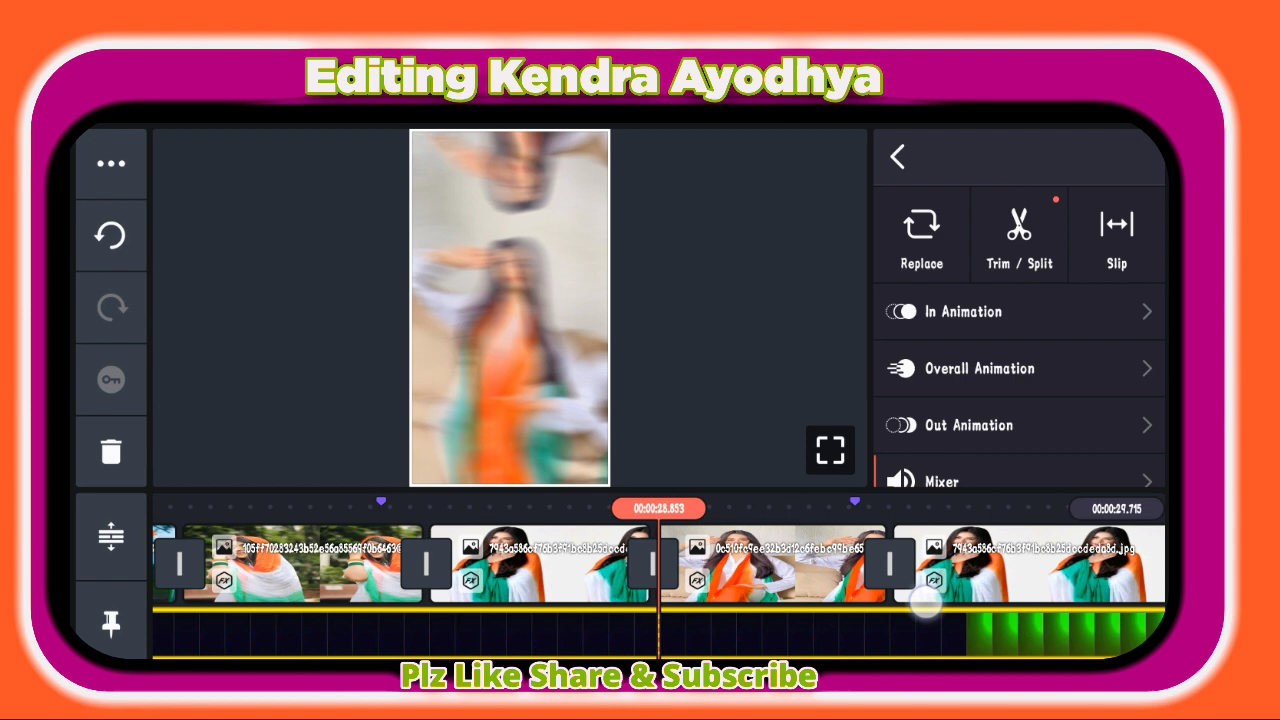 Editing Kendra Ayodhya
Replace
Trim / Split
Slip
In Animation
Overall Animation
Out Animation
Mixer
00:00:28.853
00:00:29.715
Plz Like Share & Subscribe